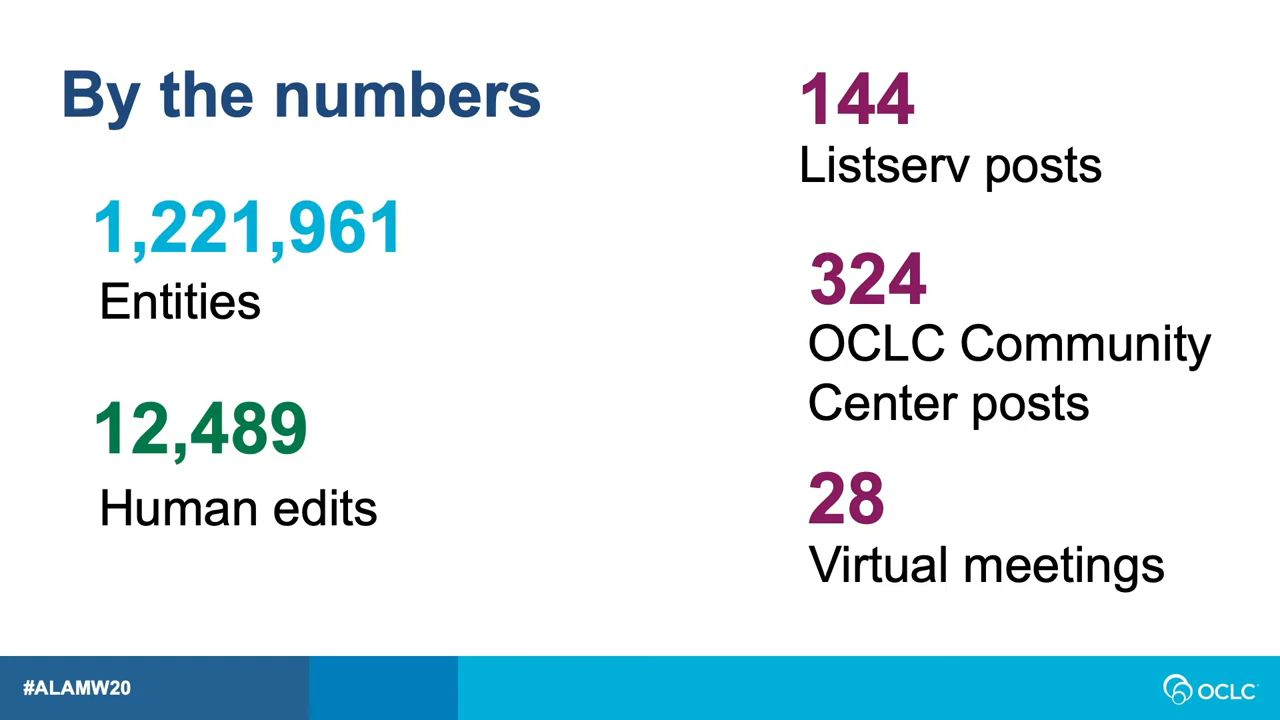 By the numbers
1,221,961
Entities
12,489
Human edits
144
Listserv posts
324
OCLC Community
Center posts
28
Virtual meetings
#ALAMW20
OCLC